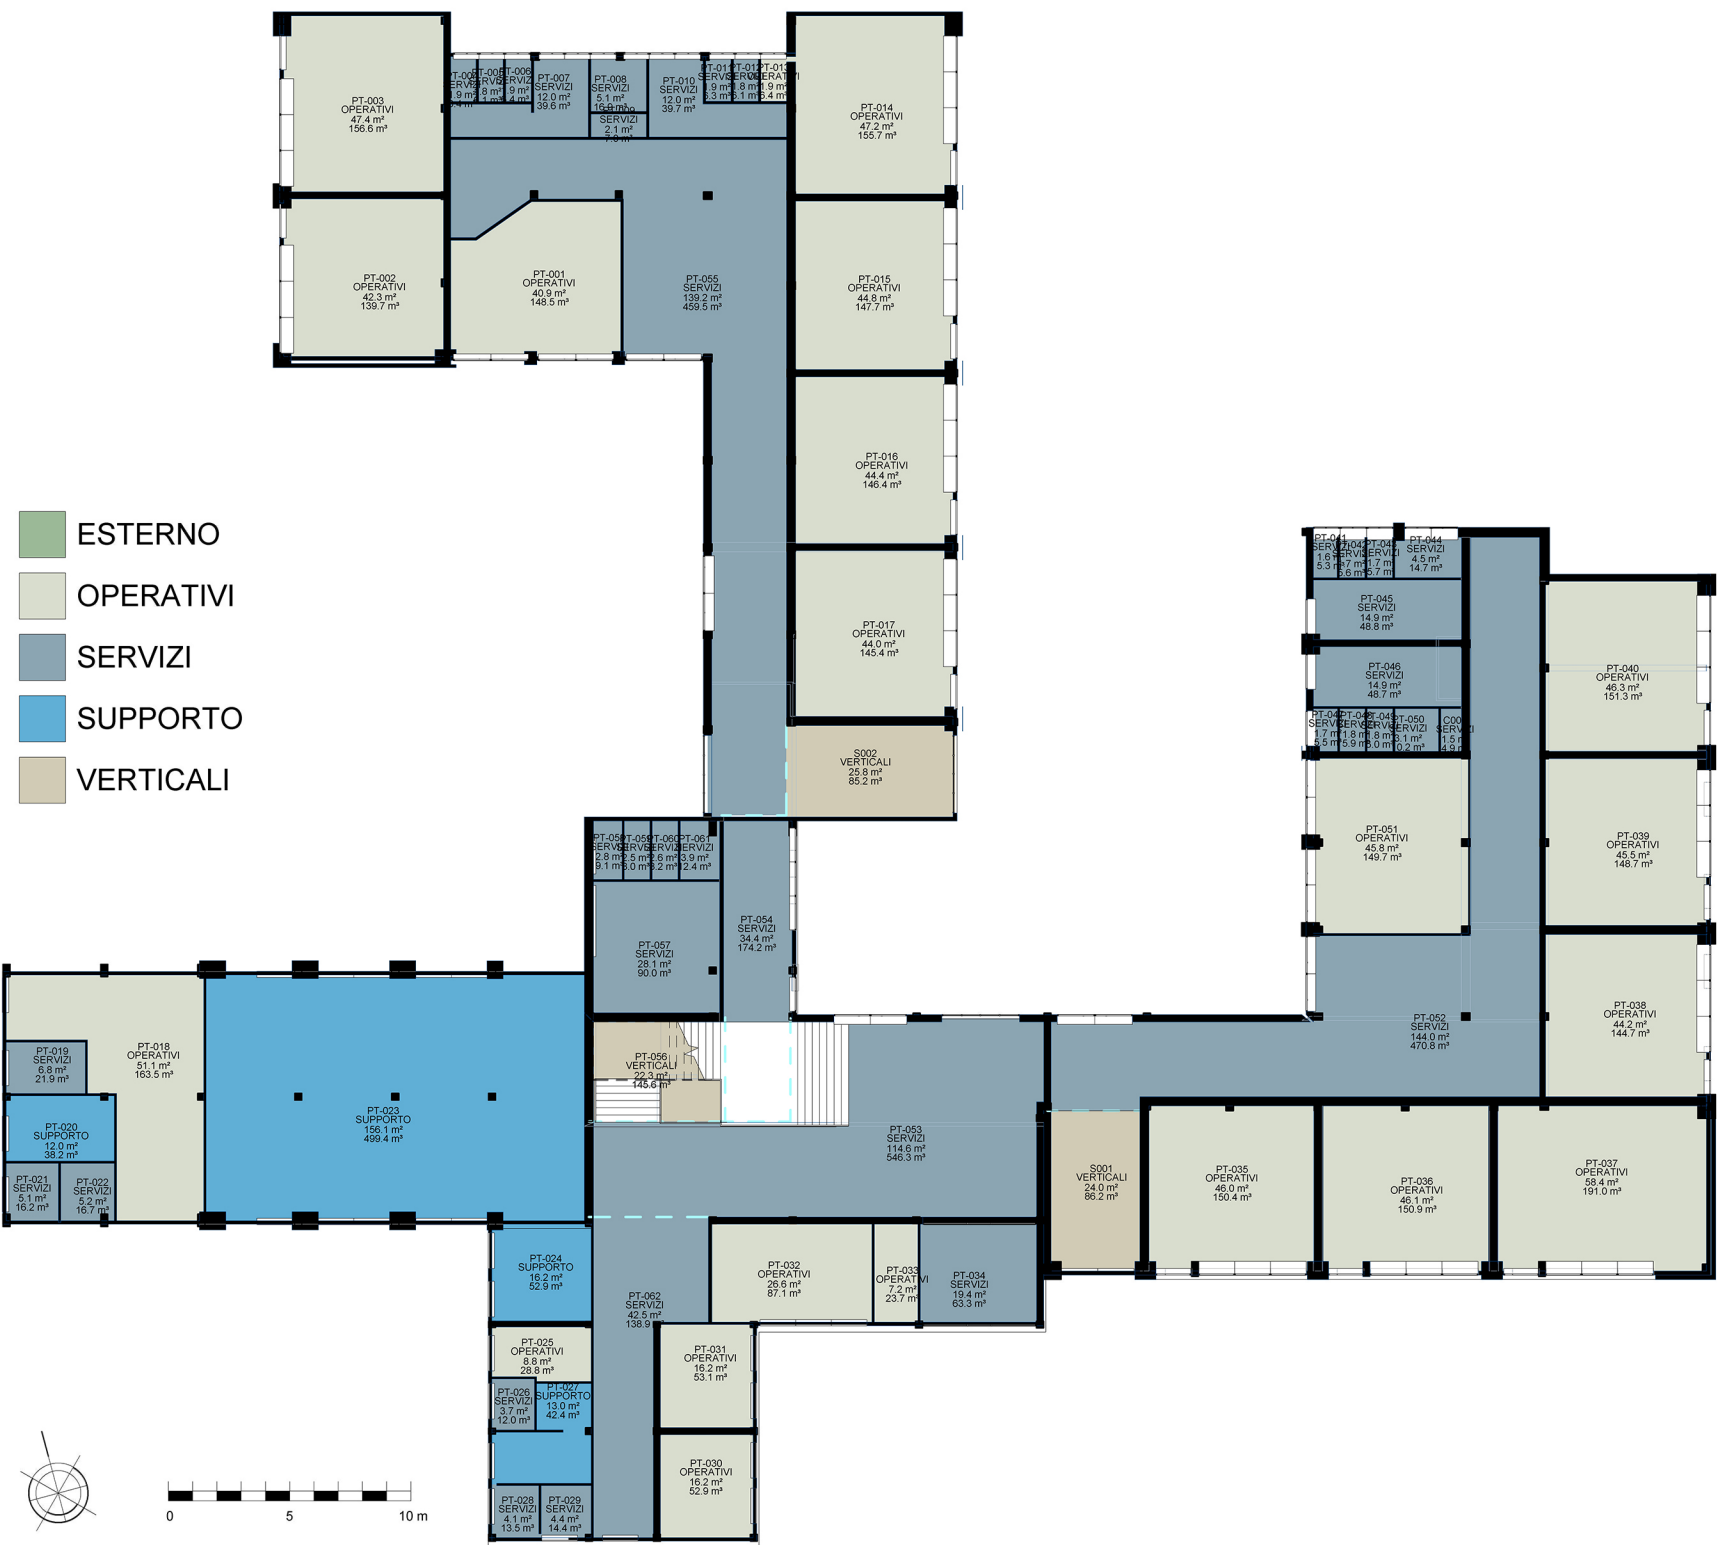 PT-003
OPERATIVI
47.4 m²
156.6 m³
PT-007
SERVIZI
12.0 m²
39.6 m³
PT-008
SERVIZI
5.1 m²
SERVIZI
2.1 m²
PT-010
SERVIZI
12.0 m²
39.7 m³
PT-014
OPERATIVI
47.2 m²
155.7 m³
PT-002
OPERATIVI
42.3 m²
139.7 m³
PT-001
OPERATIVI
40.9 m²
148.5 m³
PT-055
SERVIZI
139.2 m²
459.5 m³
PT-015
OPERATIVI
44.8 m²
147.7 m³
PT-016
OPERATIVI
44.4 m²
146.4 m³
PT-017
OPERATIVI
44.0 m²
145.4 m³
S002
VERTICALI
25.8 m²
85.2 m³
ESTERNO
OPERATIVI
SERVIZI
SUPPORTO
VERTICALI
PT-044
SERVIZI
4.5 m²
14.7 m³
PT-045
SERVIZI
14.9 m²
48.8 m³
PT-046
SERVIZI
14.9 m²
48.7 m³
PT-040
OPERATIVI
46.3 m²
151.3 m³
PT-051
OPERATIVI
45.8 m²
149.7 m³
PT-039
OPERATIVI
45.5 m²
148.7 m³
PT-061
SERVIZI
3.9 m²
12.4 m³
PT-057
SERVIZI
28.1 m²
90.0 m³
PT-054
SERVIZI
34.4 m²
174.2 m³
PT-038
OPERATIVI
44.2 m²
144.7 m³
PT-052
SERVIZI
144.0 m²
470.8 m³
PT-018
OPERATIVI
51.1 m²
163.5 m³
PT-019
SERVIZI
6.8 m²
21.9 m³
PT-020
SUPPORTO
12.0 m²
38.2 m³
PT-021
SERVIZI
5.1 m²
16.2 m³
PT-022
SERVIZI
5.2 m²
16.7 m³
PT-023
SUPPORTO
156.1 m²
499.4 m³
PT-056
VERTICALI
22.3 m²
145.6 m³
PT-053
SERVIZI
114.6 m²
546.3 m³
S001
VERTICALI
24.0 m²
86.2 m³
PT-035
OPERATIVI
46.0 m²
150.4 m³
PT-036
OPERATIVI
46.1 m²
150.9 m³
PT-037
OPERATIVI
58.4 m²
191.0 m³
PT-024
SUPPORTO
16.2 m²
52.9 m³
PT-062
SERVIZI
42.5 m²
138.9 m³
PT-032
OPERATIVI
26.6 m²
87.1 m³
PT-033
OPERATIVI
7.2 m²
23.7 m³
PT-034
SERVIZI
19.4 m²
63.3 m³
PT-025
OPERATIVI
8.8 m²
28.8 m³
PT-026
SERVIZI
3.7 m²
12.0 m³
PT-027
SUPPORTO
13.0 m²
42.4 m³
PT-031
OPERATIVI
16.2 m²
53.1 m³
PT-030
OPERATIVI
16.2 m²
52.9 m³
PT-028
SERVIZI
4.1 m²
13.5 m³
PT-029
SERVIZI
4.4 m²
14.4 m³
0 5 10 m